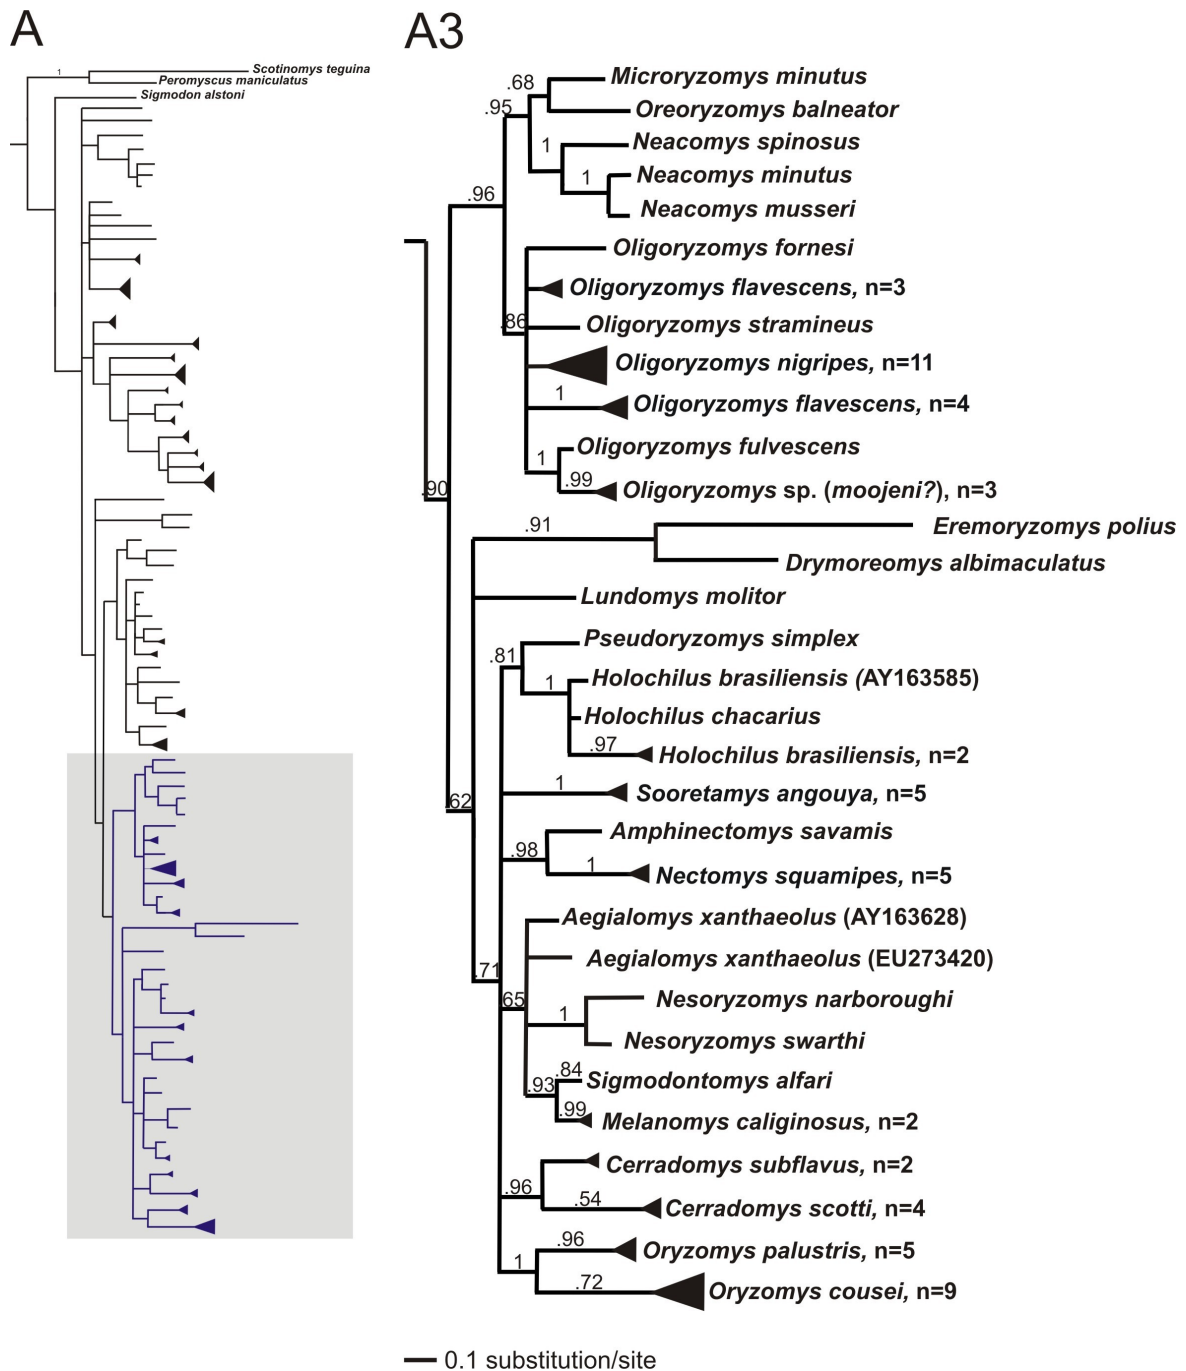 A
A3
1
Scotinomys teguina
Peromyscus maniculatus
Sigmodon alstoni
.68
Microryzomys minutus
.95
Oreoryzomys balneator
1
Neacomys spinosus
1
Neacomys minutus
.96
Neacomys musseri
Oligoryzomys fornesi
Oligoryzomys flavescens, n=3
.86
Oligoryzomys stramineus
Oligoryzomys nigripes, n=11
1
Oligoryzomys flavescens, n=4
Oligoryzomys fulvescens
1
.99
Oligoryzomys sp. (moojeni?), n=3
.90
.91
Eremoryzomys polius
Drymoreomys albimaculatus
Lundomys molitor
Pseudoryzomys simplex
.81
1
Holochilus brasiliensis (AY163585)
Holochilus chacarius
.97
Holochilus brasiliensis, n=2
1
Sooretamys angouya, n=5
62
Amphinectomys savamis
.98
1
Nectomys squamipes, n=5
Aegialomys xanthaeolus (AY163628)
Aegialomys xanthaeolus (EU273420)
.71
65
Nesoryzomys narboroughi
1
Nesoryzomys swarthi
.84
Sigmodontomys alfari
.93
.99
Melanomys caliginosus, n=2
Cerradomys subflavus, n=2
.96
.54
Cerradomys scotti, n=4
.96
Oryzomys palustris, n=5
1
.72
Oryzomys cousei, n=9
0.1 substitution/site